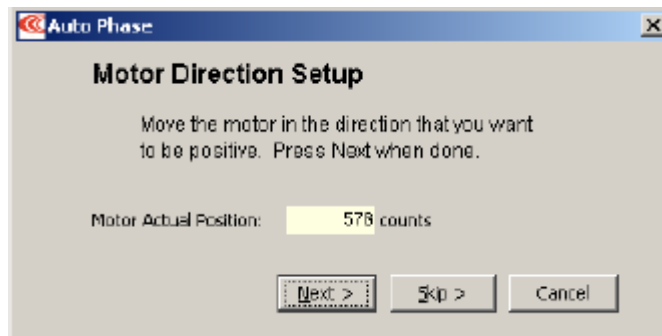 Auto Phase
Motor Direction Setup
Move the motor in the direction that you want
to be positive. Press Next when done.
Motor Actual Position: 578 counts
Next > Skip > Cancel